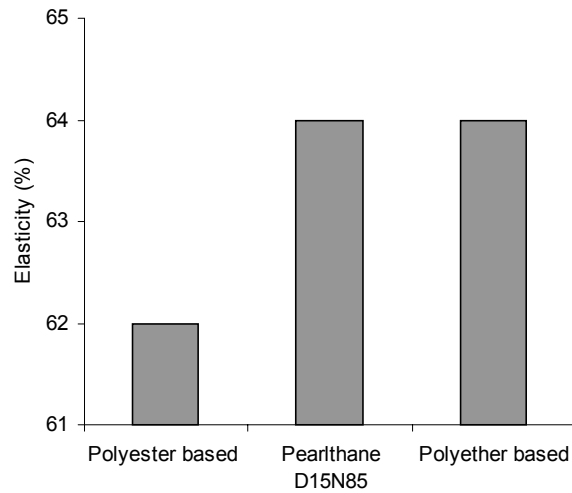 65
64
63
62
61
Elasticity (%)
Polyester based
Pearlthane
D15N85
Polyether based